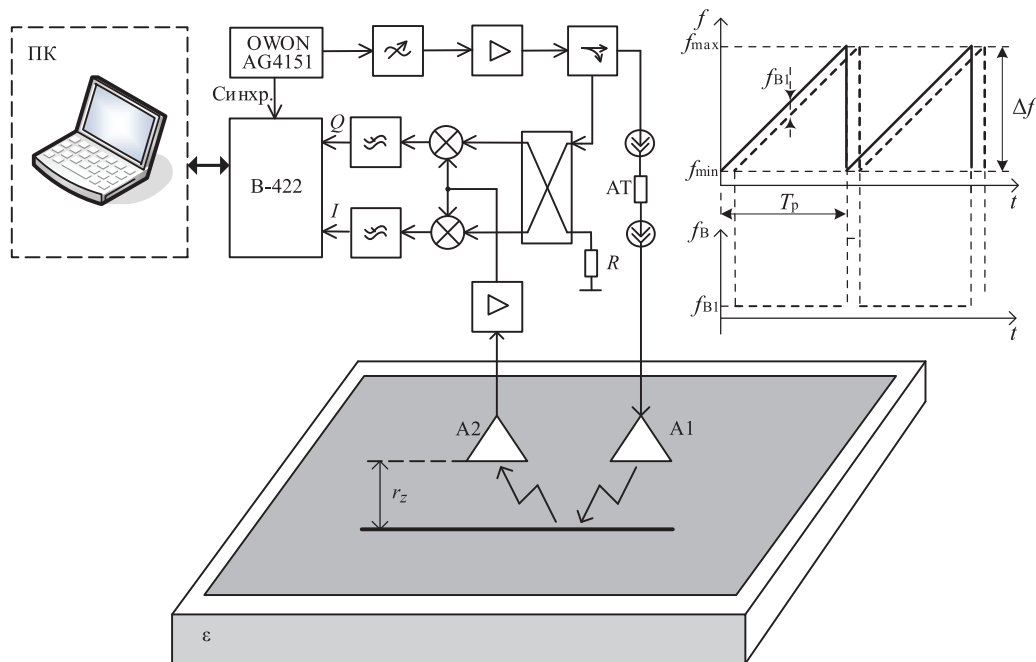 ПК
OWON
AG4151
Синхр.
B-422
Q
I
R
AT
A2
A1
r_z
ε
f
f_max
f_B1
Δf
f_min
T_p
t
f_B
f_B1
t